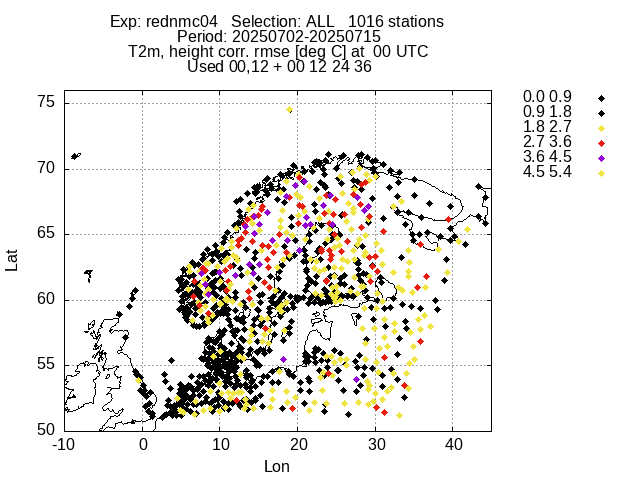 Exp: rednmc04 Selection: ALL 1016 stations
Period: 20250702-20250715
T2m, height corr. rmse [deg C] at 00 UTC
Used 00,12 + 00 12 24 36
0.0 0.9
0.9 1.8
1.8 2.7
2.7 3.6
3.6 4.5
4.5 5.4
75
70
65
60
55
50
Lat
-10 0 10 20 30 40
Lon